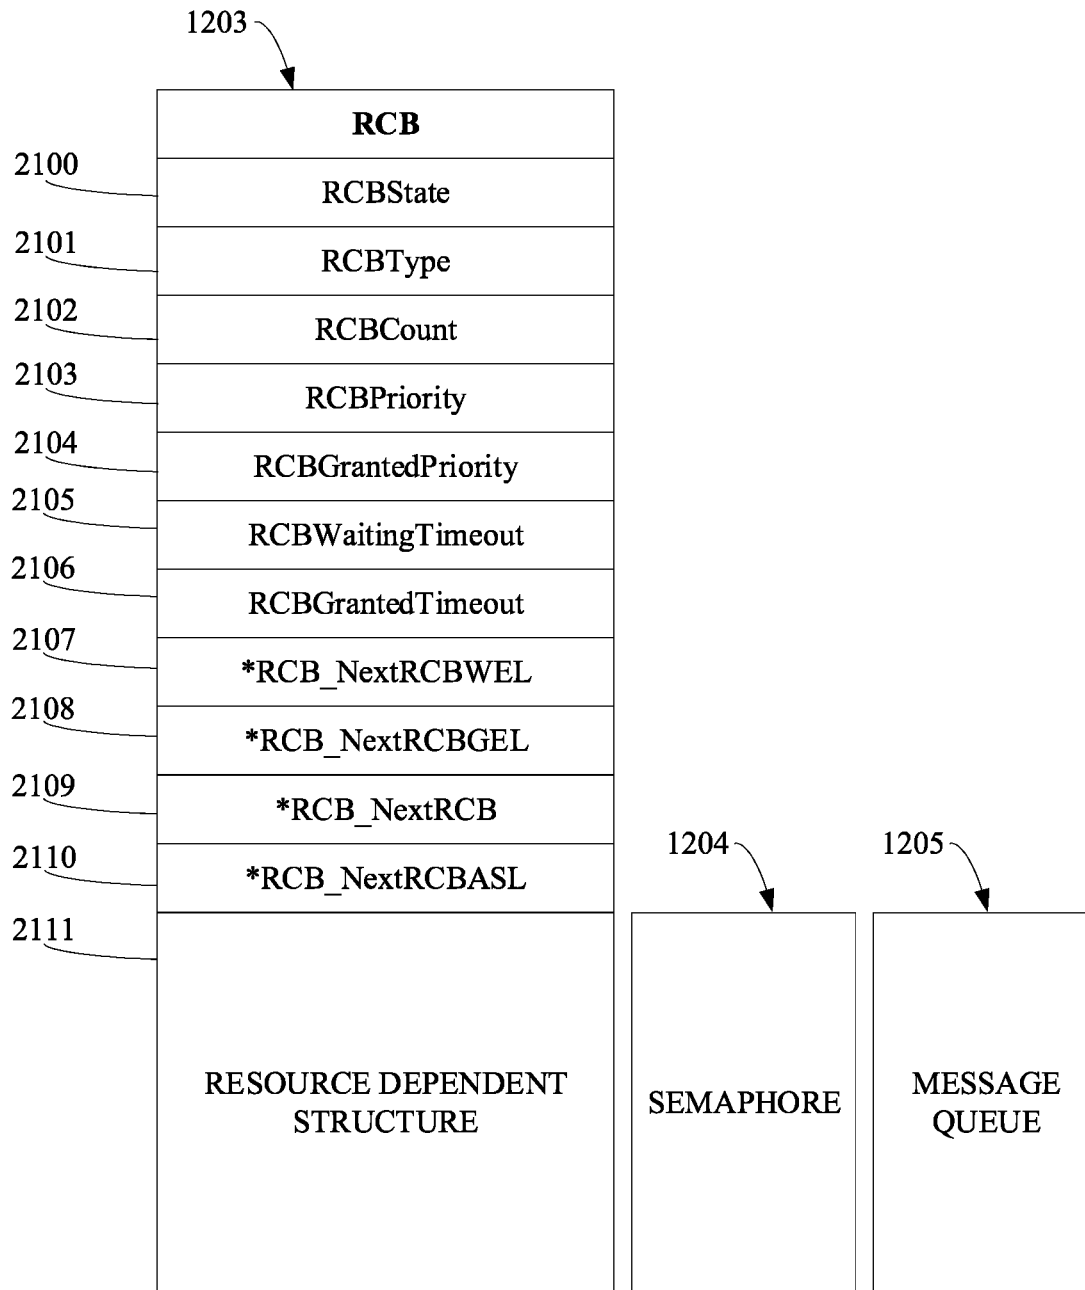 1203
RCB
2100
RCBState
2101
RCBType
2102
RCBCount
2103
RCBPriority
2104
RCBGrantedPriority
2105
RCBWaitingTimeout
2106
RCBGrantedTimeout
2107
*RCB_NextRCBWEL
2108
*RCB_NextRCBGEL
2109
*RCB_NextRCB
2110
*RCB_NextRCBASL
1204
1205
2111
RESOURCE DEPENDENT
STRUCTURE
SEMAPHORE
MESSAGE
QUEUE